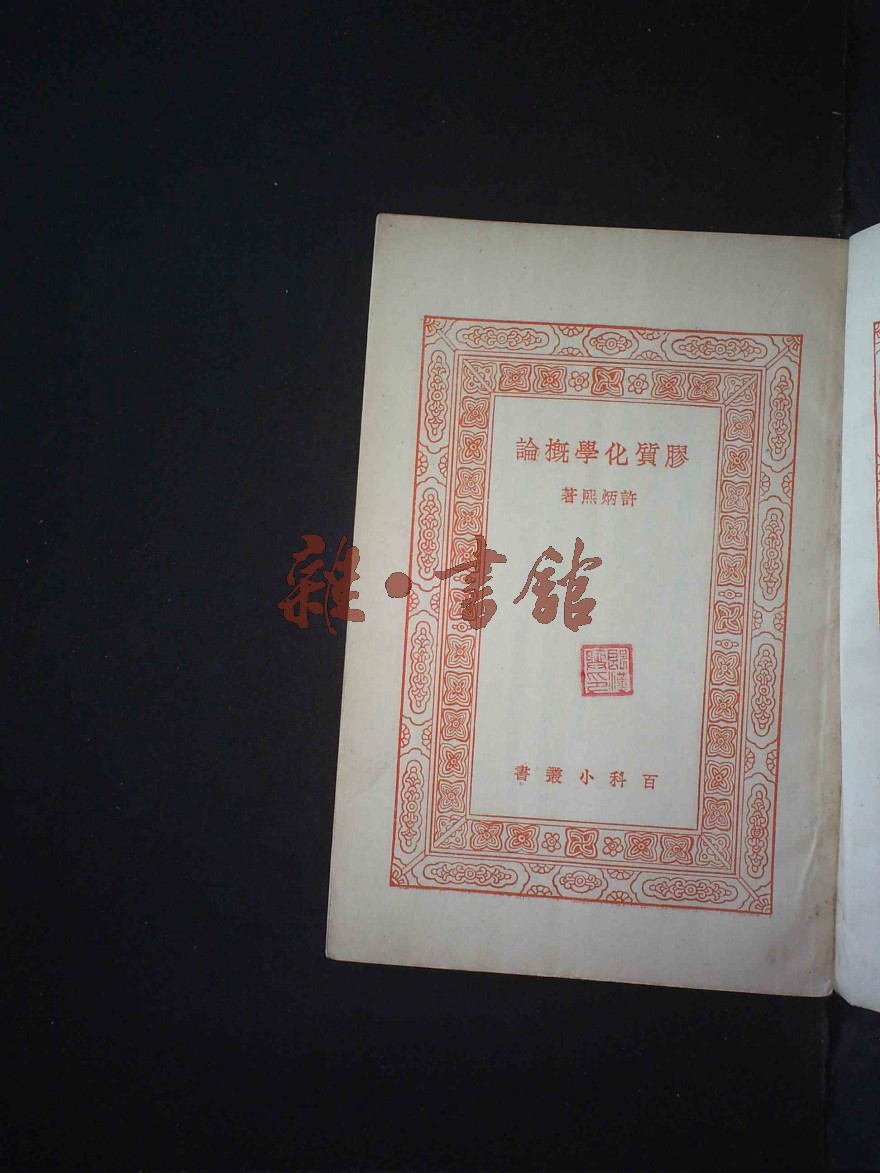 膠質化學概論
許炳熙著
雜·書館
百科小叢書